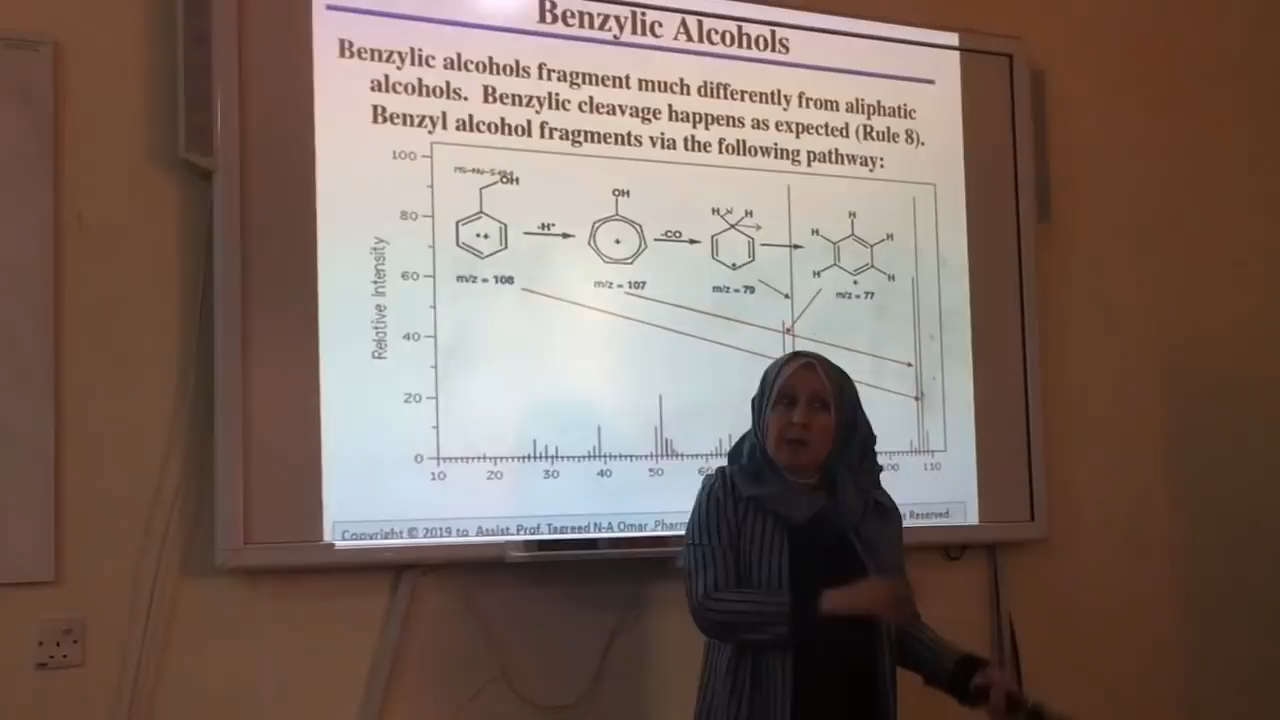 Benzylic Alcohols
Benzylic alcohols fragment much differently from aliphatic
alcohols. Benzylic cleavage happens as expected (Rule 8).
Benzyl alcohol fragments via the following pathway:
100
80
60
40
20
0
Relative Intensity
OH
m/z = 108
-H•
OH
m/z = 107
-CO
H H
m/z = 79
H
H H
H H
m/z = 77
10 20 30 40 50 110
Copyright © 2019 to Assist. Prof. Tagreed N-A Omar Reserved.